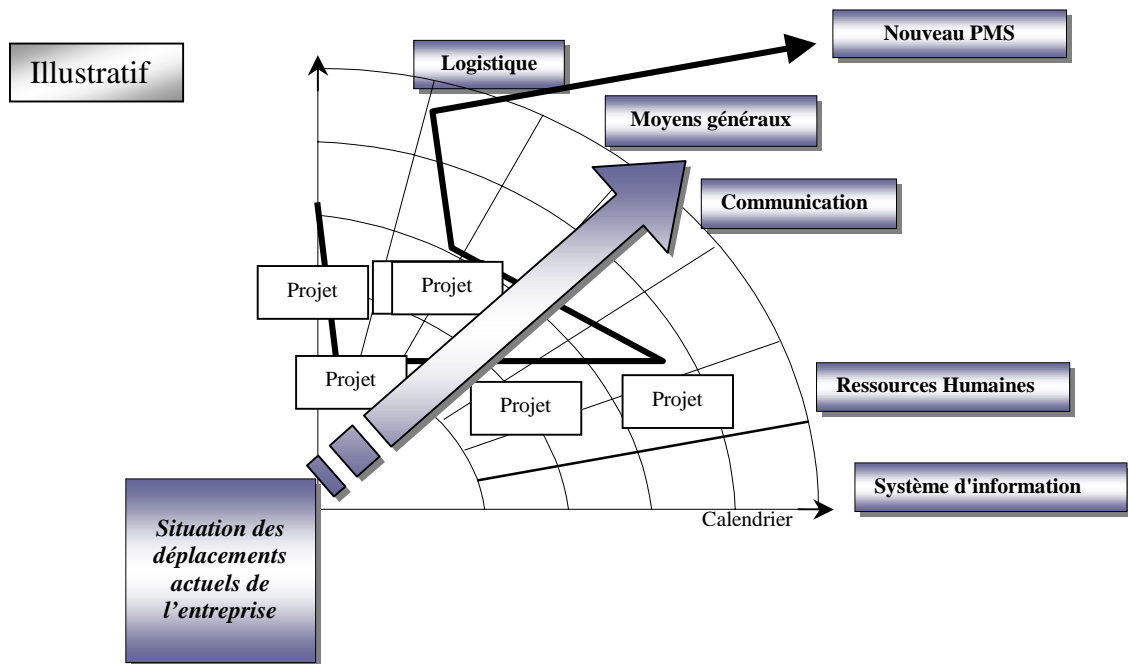 Illustratif
Logistique
Nouveau PMS
Moyens généraux
Communication
Projet
Projet
Projet
Projet
Projet
Ressources Humaines
Système d'information
Calendrier
Situation des
déplacements
actuels de
l’entreprise